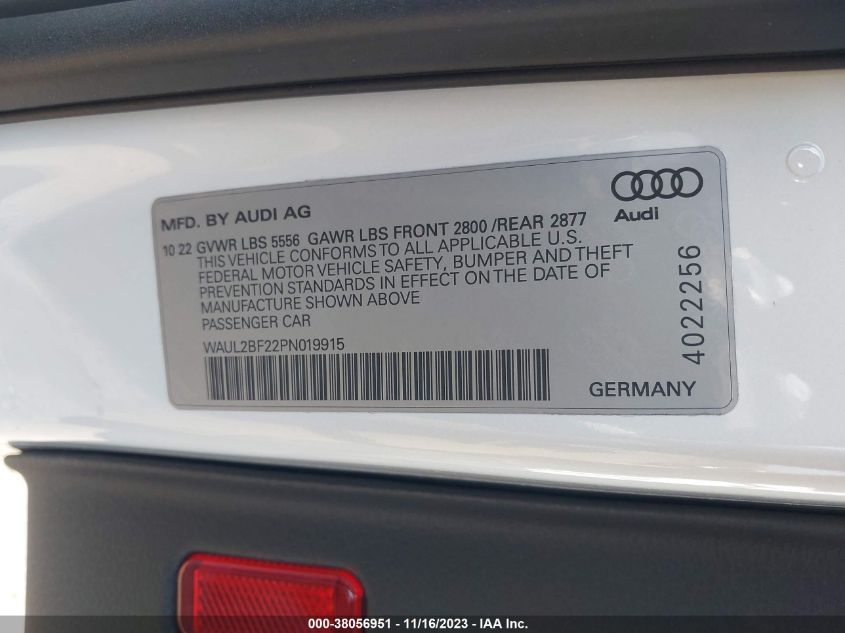 MFD. BY AUDI AG
Audi
10 22 GVWR LBS 5556 GAWR LBS FRONT 2800 /REAR 2877
THIS VEHICLE CONFORMS TO ALL APPLICABLE U.S.
FEDERAL MOTOR VEHICLE SAFETY, BUMPER AND THEFT
PREVENTION STANDARDS IN EFFECT ON THE DATE OF
MANUFACTURE SHOWN ABOVE
PASSENGER CAR
WAUL2BF22PN019915
40222256
GERMANY
000-38056951 - 11/16/2023 - IAA Inc.